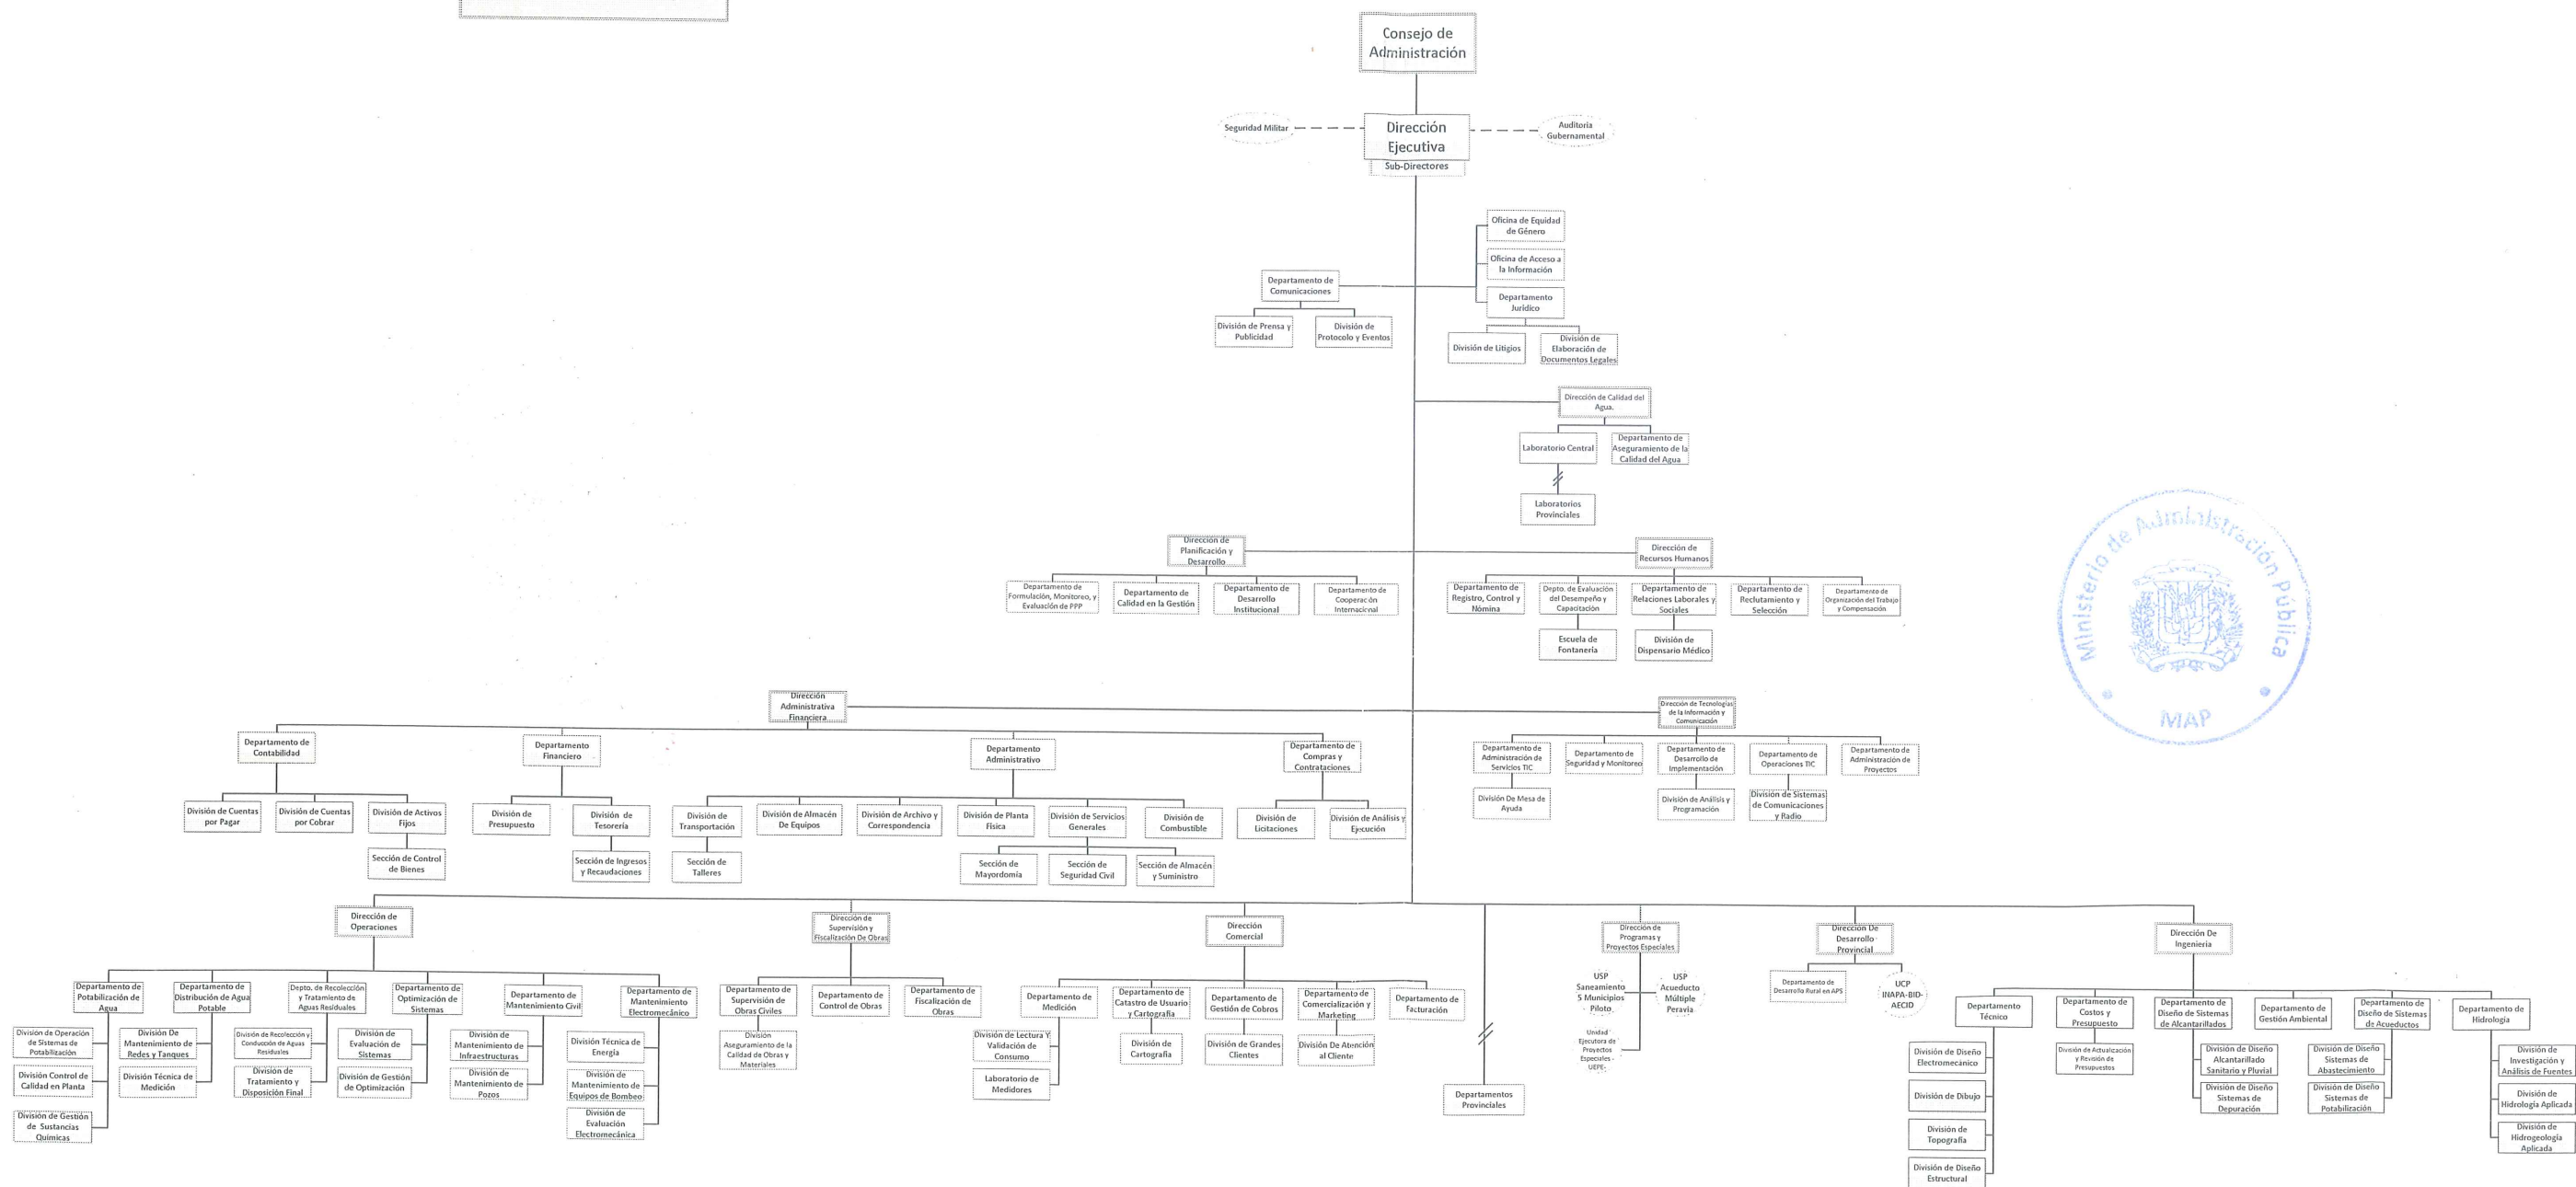 Consejo de
Administración
Seguridad Militar
Dirección
Ejecutiva
Auditoría
Gubernamental
Sub-Directores
Oficina de Equidad
de Género
Oficina de Acceso a
la Información
Departamento de
Comunicaciones
Departamento
Jurídico
División de Prensa y
Publicidad
División de
Protocolo y Eventos
División de Litigios
División de
Elaboración de
Documentos Legales
Dirección de Calidad del
Agua.
Laboratorio Central
Departamento de
Aseguramiento de la
Calidad del Agua
Laboratorios
Provinciales
Dirección de
Planificación y
Desarrollo
Dirección de
Recursos Humanos
Departamento de
Formulación, Monitoreo, y
Evaluación de PPP
Departamento de
Calidad en la Gestión
Departamento de
Desarrollo
Institucional
Departamento de
Cooperación
Internacional
Departamento de
Registro, Control y
Nómina
Depto. de Evaluación
del Desempeño y
Capacitación
Departamento de
Relaciones Laborales y
Sociales
Departamento de
Reclutamiento y
Selección
Departamento de
Organización del Trabajo
y Compensación
Escuela de
Fontanería
División de
Dispensario Médico
Ministerio de Administración Pública
MAP
Dirección
Administrativa
Financiera
Dirección de Tecnologías
de la Información y
Comunicación
Departamento de
Contabilidad
Departamento
Financiero
Departamento
Administrativo
Departamento de
Compras y
Contrataciones
Departamento de
Administración de
Servicios TIC
Departamento de
Seguridad y Monitoreo
Departamento de
Desarrollo de
Implementación
Departamento de
Operaciones TIC
Departamento de
Administración de
Proyectos
División de Cuentas
por Pagar
División de Cuentas
por Cobrar
División de Activos
Fijos
División de
Presupuesto
División de
Tesorería
División de
Transportación
División de Almacén
De Equipos
División de Archivo y
Correspondencia
División de Planta
Física
División de Servicios
Generales
División de
Combustible
División de
Licitaciones
División de Análisis y
Ejecución
División De Mesa de
Ayuda
División de Análisis y
Programación
División de Sistemas
de Comunicaciones
y Radio
Sección de Control
de Bienes
Sección de Ingresos
y Recaudaciones
Sección de
Talleres
Sección de
Mayordomía
Sección de
Seguridad Civil
Sección de Almacén
y Suministro
Dirección de
Operaciones
Dirección de
Supervisión y
Fiscalización De Obras
Dirección
Comercial
Dirección de
Programas y
Proyectos Especiales
Dirección De
Desarrollo
Provincial
Dirección De
Ingeniería
Departamento de
Potabilización de
Agua
Departamento de
Distribución de Agua
Potable
Depto. de Recolección
y Tratamiento de
Aguas Residuales
Departamento de
Optimización de
Sistemas
Departamento de
Mantenimiento Civil
Departamento de
Mantenimiento
Electromecánico
Departamento de
Supervisión de
Obras Civiles
Departamento de
Control de Obras
Departamento de
Fiscalización de
Obras
Departamento de
Medición
Departamento de
Catastro de Usuario
y Cartografía
Departamento de
Gestión de Cobros
Departamento de
Comercialización y
Marketing
Departamento de
Facturación
USP
Saneamiento
5 Municipios
Piloto
USP
Acueducto
Múltiple
Peravia
Departamento de
Desarrollo Rural en APS
UCP
INAPA-BID-
AECID
Departamento
Técnico
Departamento de
Costos y
Presupuesto
Departamento de
Diseño de Sistemas
de Alcantarillados
Departamento de
Gestión Ambiental
Departamento de
Diseño de Sistemas
de Acueductos
Departamento de
Hidrología
División de Operación
de Sistemas de
Potabilización
División De
Mantenimiento de
Redes y Tanques
División de Recolección y
Conducción de Aguas
Residuales
División de
Evaluación de
Sistemas
División de
Mantenimiento de
Infraestructuras
División Técnica de
Energía
División
Aseguramiento de la
Calidad de Obras y
Materiales
División de Lectura Y
Validación de
Consumo
División de
Cartografía
División de Grandes
Clientes
División De Atención
al Cliente
Unidad
Ejecutora de
Proyectos
Especiales -
UEPE-
División de Diseño
Electromecánico
División de Actualización
y Revisión de
Presupuestos
División de Diseño
Alcantarillado
Sanitario y Pluvial
División de Diseño
Sistemas de
Abastecimiento
División de
Investigación y
Análisis de Fuentes
División Control de
Calidad en Planta
División Técnica de
Medición
División de
Tratamiento y
Disposición Final
División de Gestión
de Optimización
División de
Mantenimiento de
Pozos
División de
Mantenimiento de
Equipos de Bombeo
Laboratorio de
Medidores
Departamentos
Provinciales
División de Dibujo
División de Diseño
Sistemas de
Depuración
División de Diseño
Sistemas de
Potabilización
División de
Hidrología Aplicada
División de Gestión
de Sustancias
Químicas
División de
Evaluación
Electromecánica
División de
Topografía
División de
Hidrogeología
Aplicada
División de Diseño
Estructural